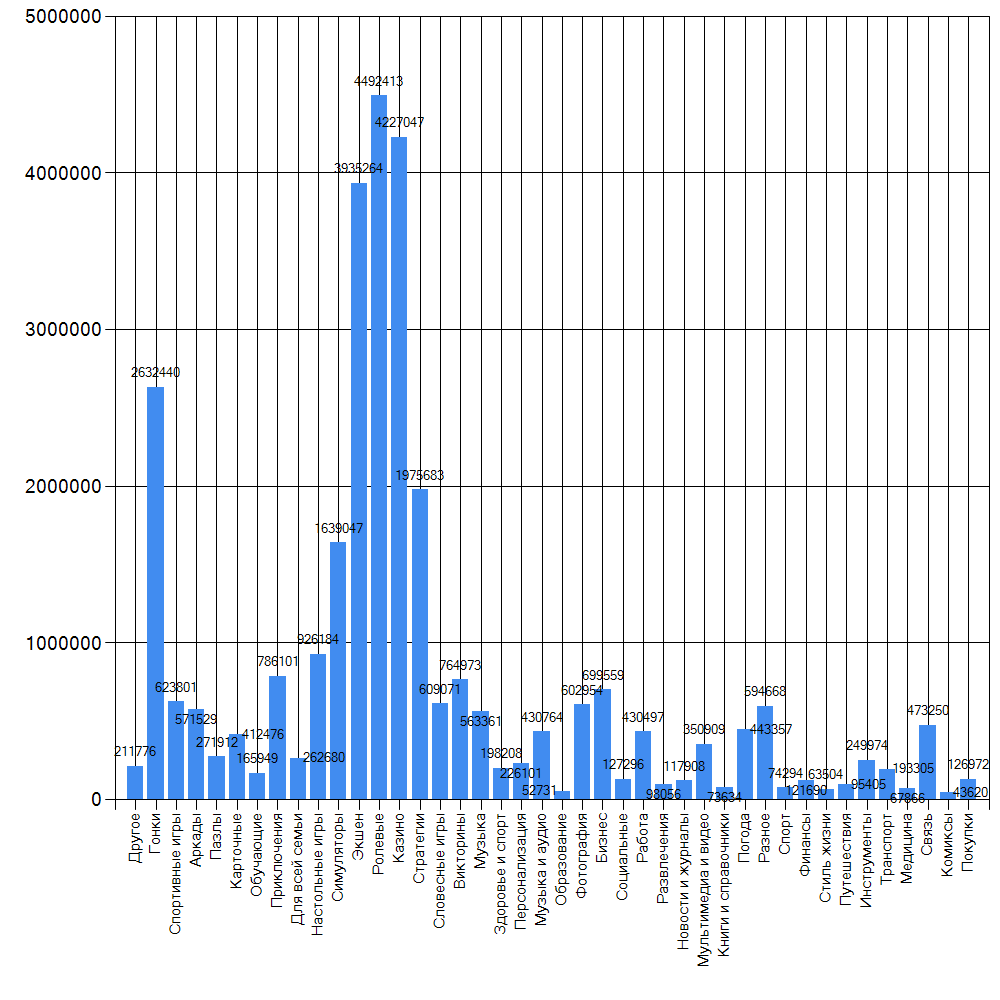 5000000
4000000
3000000
2000000
1000000
0
211776
2632440
623801
571529
271912
412476
165949
786101
262680
926184
1639047
3935264
4492413
4227047
1975683
609071
764973
563361
198208
226101
430764
52731
602954
699559
127296
430497
98056
117908
350909
73634
443357
594668
74294
121690
63504
95405
249974
193305
67866
473250
43620
126972
Другое
Гонки
Спортивные игры
Аркады
Пазлы
Карточные
Обучающие
Приключения
Для всей семьи
Настольные игры
Симуляторы
Экшен
Ролевые
Казино
Стратегии
Словесные игры
Викторины
Музыка
Здоровье и спорт
Персонализация
Музыка и аудио
Образование
Фотография
Бизнес
Социальные
Работа
Развлечения
Новости и журналы
Мультимедиа и видео
Книги и справочники
Погода
Разное
Спорт
Финансы
Стиль жизни
Путешествия
Инструменты
Транспорт
Медицина
Связь
Комиксы
Покупки